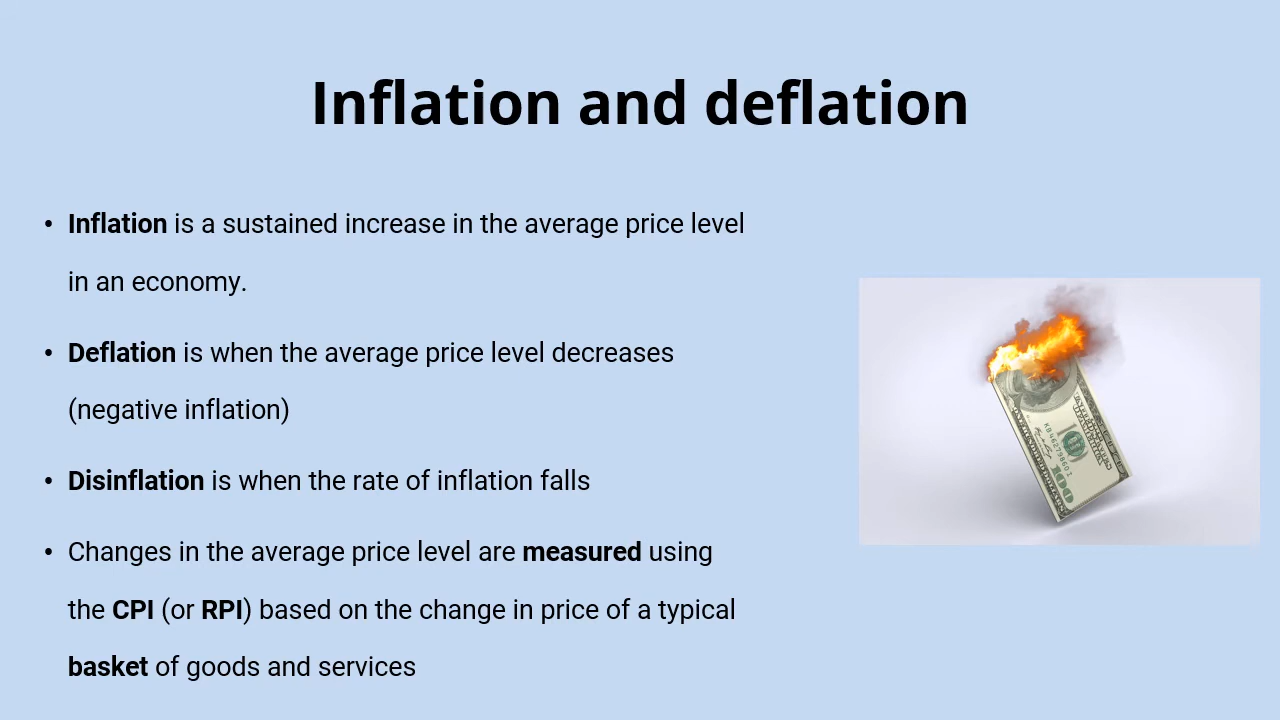 Inflation and deflation
• Inflation is a sustained increase in the average price level
in an economy.
• Deflation is when the average price level decreases
(negative inflation)
• Disinflation is when the rate of inflation falls
• Changes in the average price level are measured using
the CPI (or RPI) based on the change in price of a typical
basket of goods and services
100